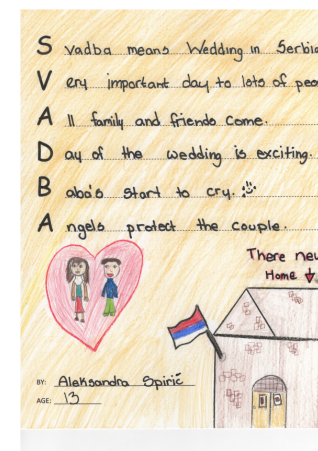 Svadba means Wedding in Serbia
Very important day to lots of peo
All family and friends come.
Day of the wedding is exciting.
Baba's start to cry.
Angels protect the couple.
There new
Home
BY: Aleksandra Spirić
AGE: 13